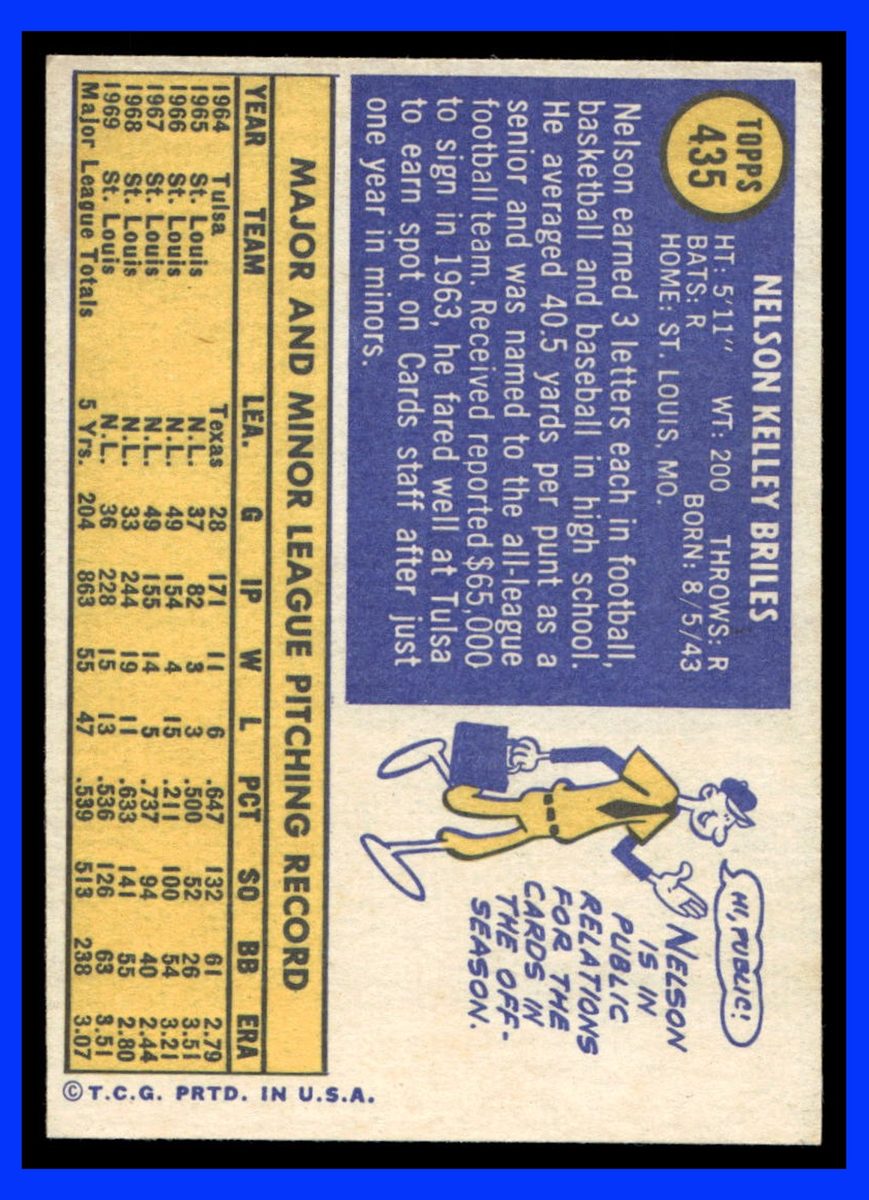 TOPPS
435
NELSON KELLEY BRILES
HT: 5'11" WT: 200 THROWS: R
BATS: R BORN: 8/5/43
HOME: ST. LOUIS, MO.
Nelson earned 3 letters each in football,
basketball and baseball in high school.
He averaged 40.5 yards per punt as a
senior and was named to the all-league
football team. Received reported $65,000
to sign in 1963, he fared well at Tulsa
to earn spot on Cards staff after just
one year in minors.
HI, PUBLIC!
NELSON
IS IN
PUBLIC
RELATIONS
FOR THE
CARDS IN
THE OFF-
SEASON.
MAJOR AND MINOR LEAGUE PITCHING RECORD
YEAR TEAM LEA. G IP W L PCT SO BB ERA
1964 Tulsa Texas 28 171 11 6 .647 132 61 2.79
1965 St. Louis N.L. 37 82 3 3 .500 52 26 3.51
1966 St. Louis N.L. 49 154 4 15 .211 100 54 3.21
1967 St. Louis N.L. 49 155 14 5 .737 94 40 2.44
1968 St. Louis N.L. 33 244 19 11 .633 141 55 2.80
1969 St. Louis N.L. 36 228 15 13 .536 126 63 3.51
Major League Totals 5 Yrs. 204 863 55 47 .539 513 238 3.07
© T.C.G. PRTD. IN U.S.A.